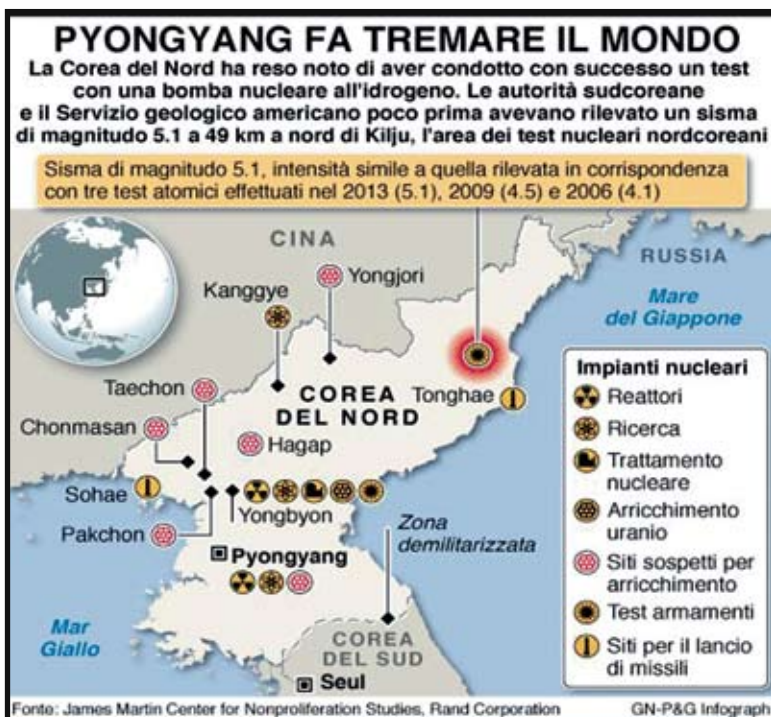 PYONGYANG FA TREMARE IL MONDO
La Corea del Nord ha reso noto di aver condotto con successo un test
con una bomba nucleare all'idrogeno. Le autorità sudcoreane
e il Servizio geologico americano poco prima avevano rilevato un sisma
di magnitudo 5.1 a 49 km a nord di Kilju, l'area dei test nucleari nordcoreani
Sisma di magnitudo 5.1, intensità simile a quella rilevata in corrispondenza
con tre test atomici effettuati nel 2013 (5.1), 2009 (4.5) e 2006 (4.1)
CINA
RUSSIA
Yongjori
Kanggye
Mare
del Giappone
Taechon
COREA
DEL NORD
Tonghae
Chonmasan
Hagap
Sohae
Yongbyon
Pakchon
Zona
demilitarizzata
Pyongyang
Mar
Giallo
COREA
DEL SUD
Seul
Impianti nucleari
Reattori
Ricerca
Trattamento
nucleare
Arricchimento
uranio
Siti sospetti per
arricchimento
Test armamenti
Siti per il lancio
di missili
Fonte: James Martin Center for Nonproliferation Studies, Rand Corporation
GN-P&G Infograph